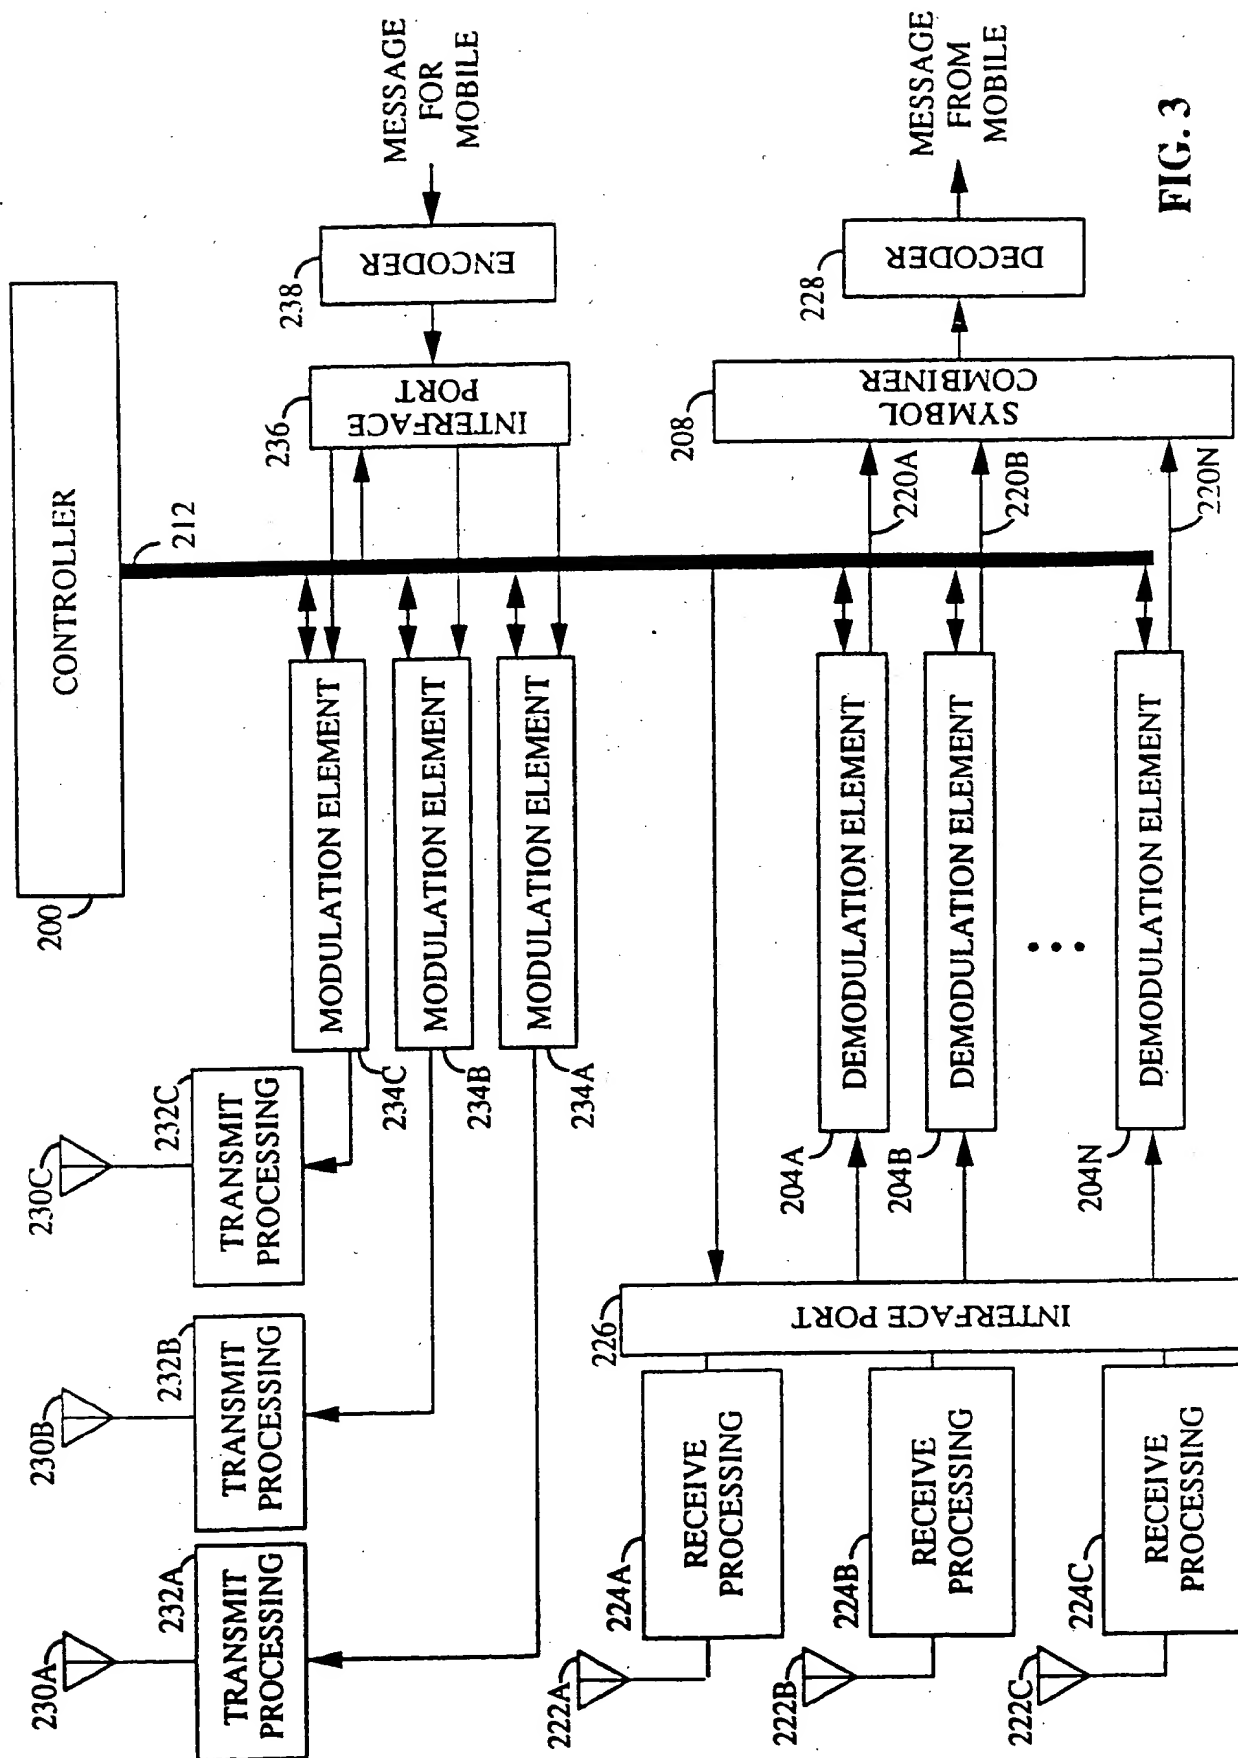 CONTROLLER
200
212
230A
230B
230C
232A
TRANSMIT
PROCESSING
232B
TRANSMIT
PROCESSING
232C
TRANSMIT
PROCESSING
MODULATION ELEMENT
234C
MODULATION ELEMENT
234B
MODULATION ELEMENT
234A
236
INTERFACE
PORT
238
ENCODER
MESSAGE
FOR
MOBILE
222A
224A
RECEIVE
PROCESSING
222B
224B
RECEIVE
PROCESSING
222C
224C
RECEIVE
PROCESSING
226
INTERFACE PORT
204A
DEMODULATION ELEMENT
204B
DEMODULATION ELEMENT
204N
DEMODULATION ELEMENT
220A
220B
220N
208
SYMBOL
COMBINER
228
DECODER
MESSAGE
FROM
MOBILE
FIG. 3